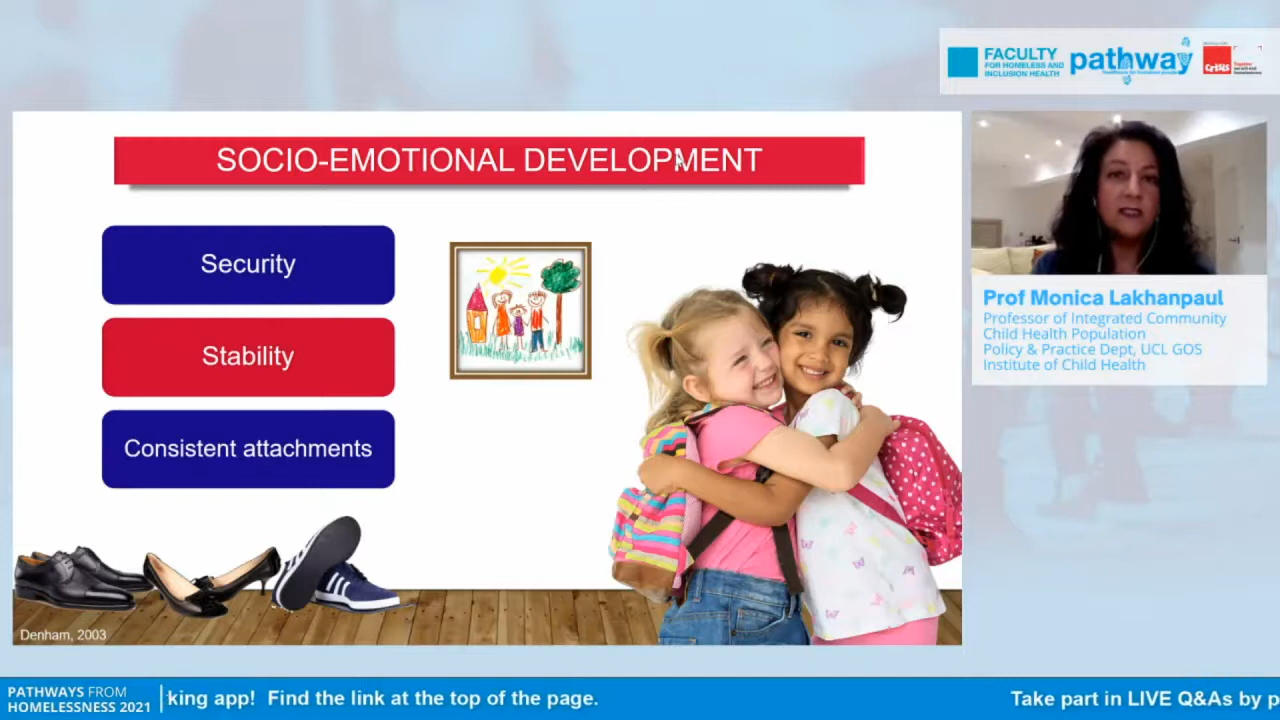 FACULTY
FOR HOMELESS AND
INCLUSION HEALTH
pathway
CRISIS
SOCIO-EMOTIONAL DEVELOPMENT
Security
Stability
Consistent attachments
Denham, 2003
Prof Monica Lakhanpaul
Professor of Integrated Community
Child Health Population
Policy & Practice Dept, UCL GOS
Institute of Child Health
PATHWAYS FROM
HOMELESSNESS 2021
king app! Find the link at the top of the page.
Take part in LIVE Q&As by p